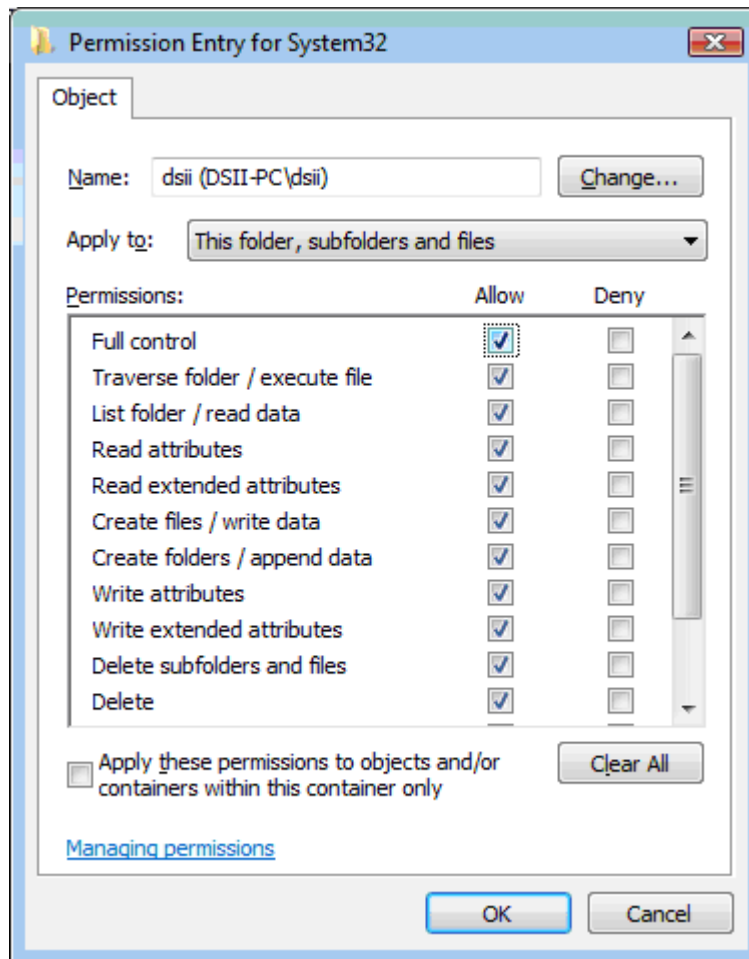 Permission Entry for System32
Object
Name: dsii (DSII-PC\dsii) Change...
Apply to: This folder, subfolders and files
Permissions: Allow Deny
Full control
Traverse folder / execute file
List folder / read data
Read attributes
Read extended attributes
Create files / write data
Create folders / append data
Write attributes
Write extended attributes
Delete subfolders and files
Delete
Apply these permissions to objects and/or
containers within this container only
Clear All
Managing permissions
OK Cancel